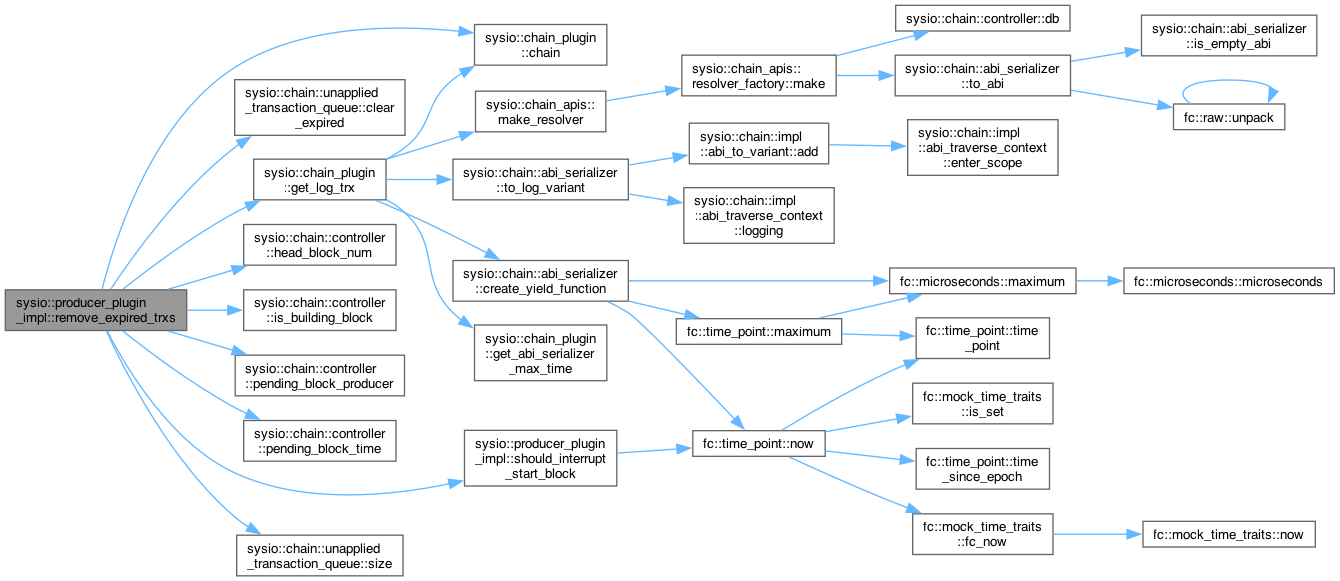 sysio::producer_plugin
_impl::remove_expired_trxs
sysio::chain_plugin
::chain
sysio::chain::unapplied
_transaction_queue::clear
_expired
sysio::chain_plugin
::get_log_trx
sysio::chain::controller
::head_block_num
sysio::chain::controller
::is_building_block
sysio::chain::controller
::pending_block_producer
sysio::chain::controller
::pending_block_time
sysio::producer_plugin
_impl::should_interrupt
_start_block
sysio::chain::unapplied
_transaction_queue::size
sysio::chain_apis::
make_resolver
sysio::chain::abi_serializer
::to_log_variant
sysio::chain::abi_serializer
::create_yield_function
sysio::chain_plugin
::get_abi_serializer
_max_time
sysio::chain_apis::
resolver_factory::make
sysio::chain::controller::db
sysio::chain::abi_serializer
::to_abi
sysio::chain::abi_serializer
::is_empty_abi
fc::raw::unpack
sysio::chain::impl
::abi_to_variant::add
sysio::chain::impl
::abi_traverse_context
::enter_scope
sysio::chain::impl
::abi_traverse_context
::logging
fc::microseconds::maximum
fc::microseconds::microseconds
fc::time_point::maximum
fc::time_point::time
_point
fc::time_point::now
fc::mock_time_traits
::is_set
fc::time_point::time
_since_epoch
fc::mock_time_traits
::fc_now
fc::mock_time_traits::now